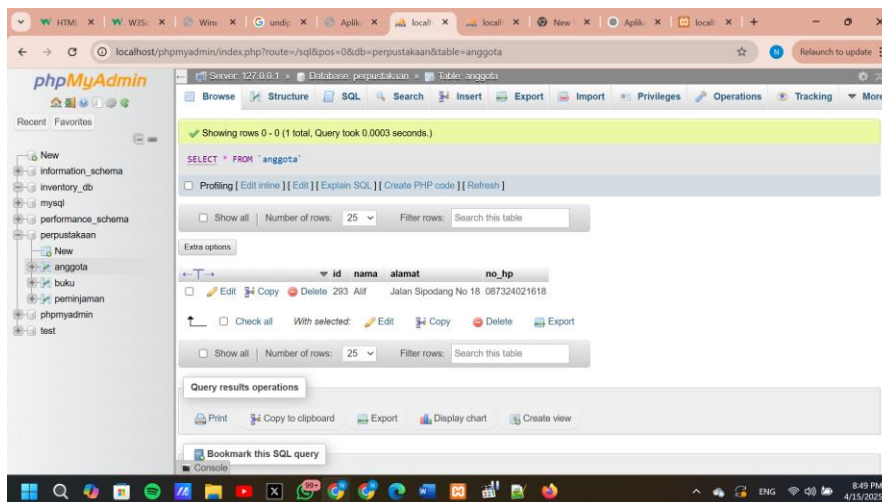 HTML
W3Sc
Wins
undip
Aplik
locall
locall
New
Aplik
locall
localhost/phpmyadmin/index.php?route=/sql&pos=0&db=perpustakaan&table=anggota
N
Relaunch to update
phpMyAdmin
Recent Favorites
New
information_schema
inventory_db
mysql
performance_schema
perpustakaan
New
anggota
buku
peminjaman
phpmyadmin
test
Server: 127.0.0.1 » Database: perpustakaan » Table: anggota
Browse Structure SQL Search Insert Export Import Privileges Operations Tracking More
Showing rows 0 - 0 (1 total, Query took 0.0003 seconds.)
SELECT * FROM `anggota`
Profiling [ Edit inline ] [ Edit ] [ Explain SQL ] [ Create PHP code ] [ Refresh ]
Show all | Number of rows: 25 Filter rows: Search this table
Extra options
id nama alamat no_hp
Edit Copy Delete 293 Alif Jalan Sipodang No 18 087324021618
Check all With selected: Edit Copy Delete Export
Show all | Number of rows: 25 Filter rows: Search this table
Query results operations
Print Copy to clipboard Export Display chart Create view
Bookmark this SQL query
Console
99+
ENG
8:49 PM